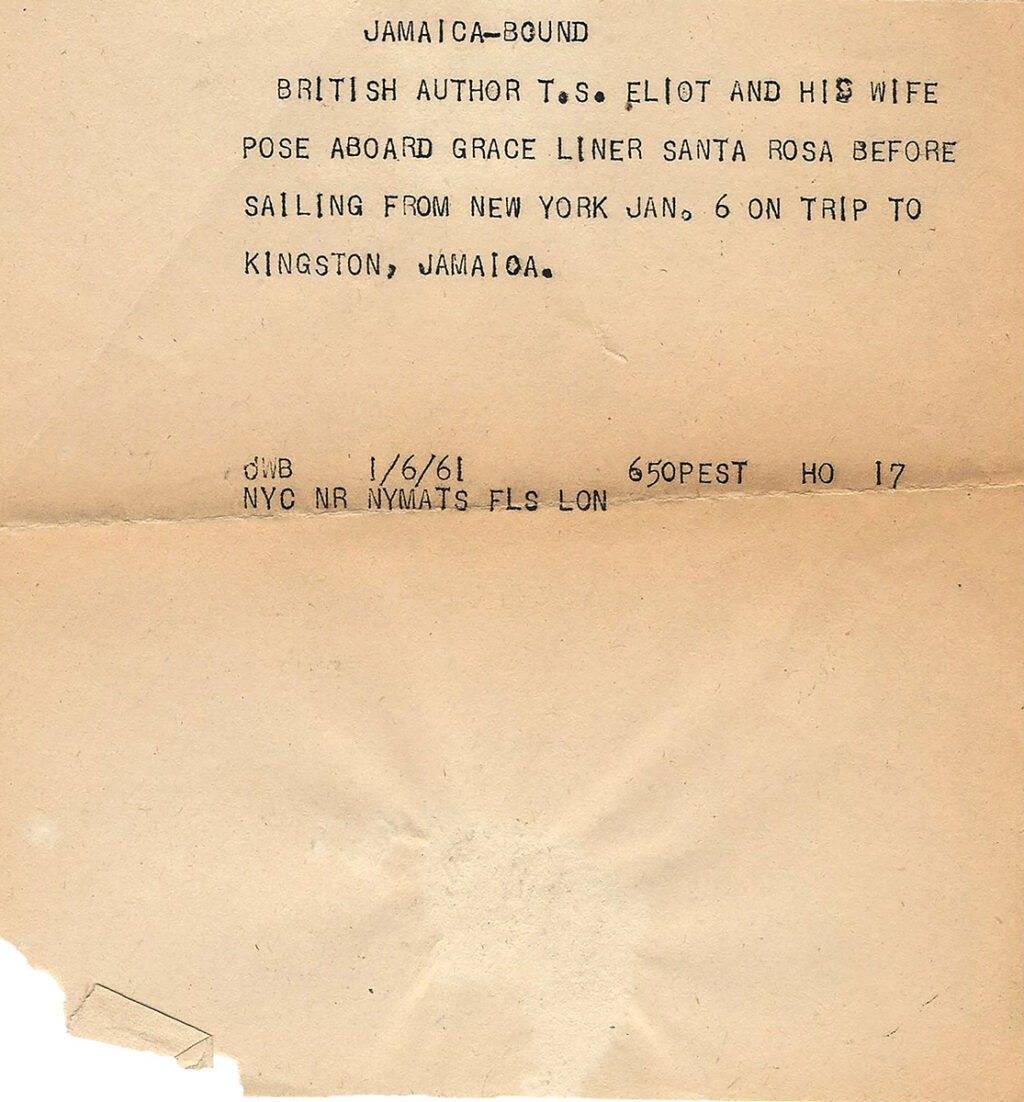 JAMAICA-BOUND
BRITISH AUTHOR T.S. ELIOT AND HIS WIFE
POSE ABOARD GRACE LINER SANTA ROSA BEFORE
SAILING FROM NEW YORK JAN. 6 ON TRIP TO
KINGSTON, JAMAICA.
dWB 1/6/61 650PEST HO 17
NYC NR NYMATS FLS LON